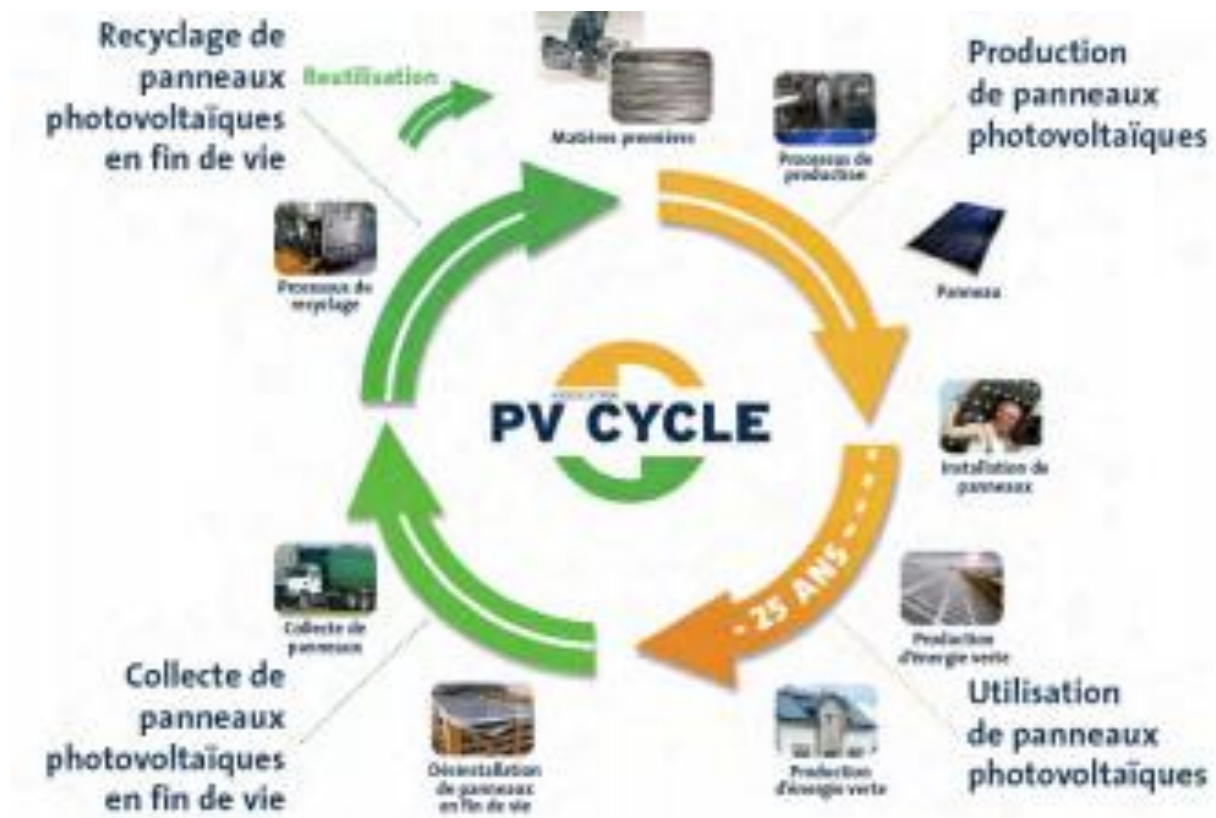 Recyclage de
panneaux
photovoltaïques
en fin de vie
Reutilisation
Matières premières
Processus de
production
Production
de panneaux
photovoltaïques
Panneau
Processus de
recyclage
PV CYCLE
Installation de
panneaux
- 25 ANS -
Production
d'énergie verte
Collecte de
panneaux
Collecte de
panneaux
photovoltaïques
en fin de vie
Désinstallation
de panneaux
en fin de vie
Production
d'énergie verte
Utilisation
de panneaux
photovoltaïques